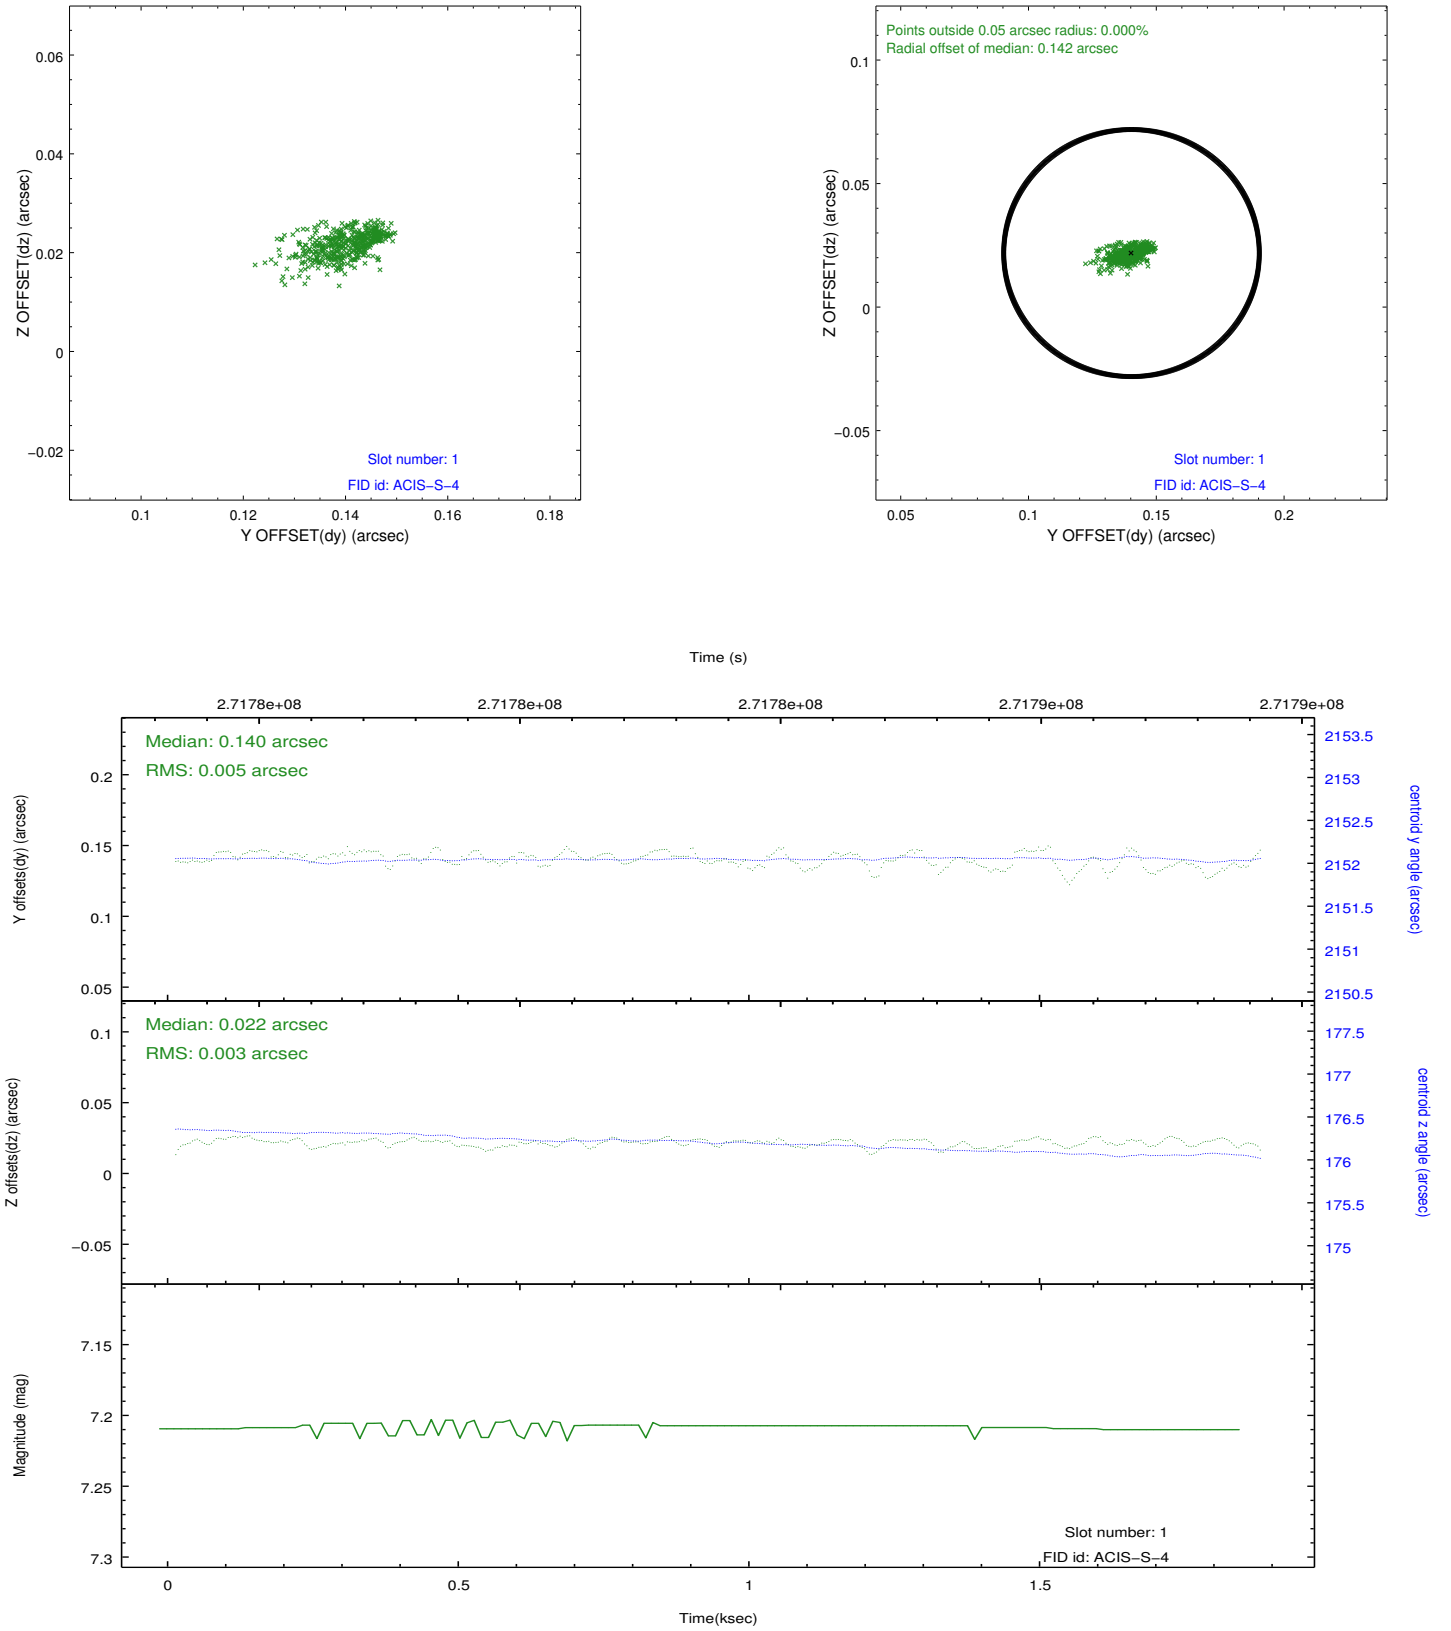 0.06
0.04
0.02
0
−0.02
Z OFFSET(dz) (arcsec)
Slot number: 1
FID id: ACIS−S−4
0.1
0.12
0.14
0.16
0.18
Y OFFSET(dy) (arcsec)
Points outside 0.05 arcsec radius: 0.000%
Radial offset of median: 0.142 arcsec
0.1
0.05
0
−0.05
Z OFFSET(dz) (arcsec)
Slot number: 1
FID id: ACIS−S−4
0.05
0.1
0.15
0.2
Y OFFSET(dy) (arcsec)
Time (s)
2.7178e+08
2.7178e+08
2.7178e+08
2.7179e+08
2.7179e+08
Median: 0.140 arcsec
RMS: 0.005 arcsec
0.2
0.15
0.1
0.05
Y offsets(dy) (arcsec)
2153.5
2153
2152.5
2152
2151.5
2151
2150.5
centroid y angle (arcsec)
Median: 0.022 arcsec
RMS: 0.003 arcsec
0.1
0.05
0
−0.05
Z offsets(dz) (arcsec)
177.5
177
176.5
176
175.5
175
centroid z angle (arcsec)
7.15
7.2
7.25
7.3
Magnitude (mag)
Slot number: 1
FID id: ACIS−S−4
0
0.5
1
1.5
Time(ksec)